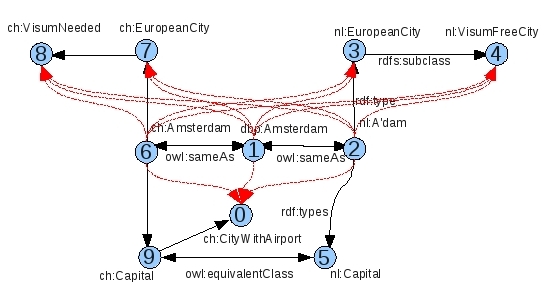 ch:VisumNeeded
ch:EuropeanCity
nl:EuropeanCity
nl:VisumFreeCity
8
7
3
4
rdfs:subclass
rdf:type
ch:Amsterdam
dbp:Amsterdam
nl:A'dam
6
1
2
owl:sameAs
owl:sameAs
rdf:types
0
ch:CityWithAirport
9
5
ch:Capital
owl:equivalentClass
nl:Capital